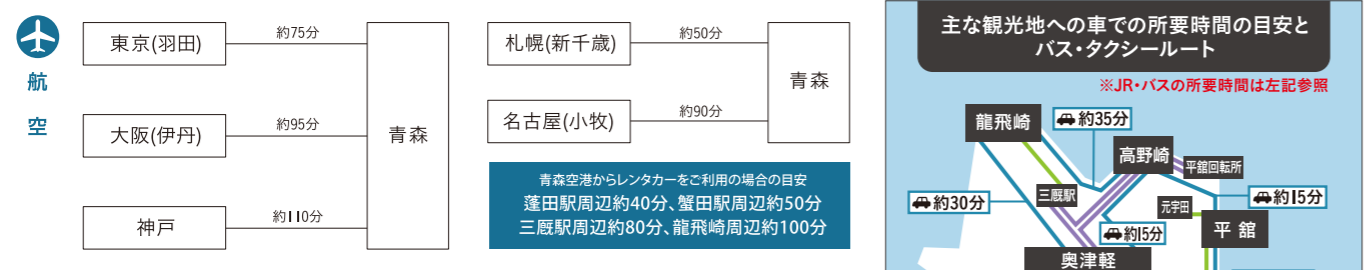 航空
東京(羽田)
約75分
大阪(伊丹)
約95分
神戸
約110分
青森
札幌(新千歳)
約50分
名古屋(小牧)
約90分
青森
青森空港からレンタカーをご利用の場合の目安
蓬田駅周辺約40分、蟹田駅周辺約50分
三厩駅周辺約80分、龍飛崎周辺約100分
主な観光地への車での所要時間の目安と
バス・タクシールート
※JR・バスの所要時間は左記参照
龍飛崎
約35分
高野崎
平舘回転所
三厩駅
約30分
元宇田
約15分
約15分
平舘
奥津軽